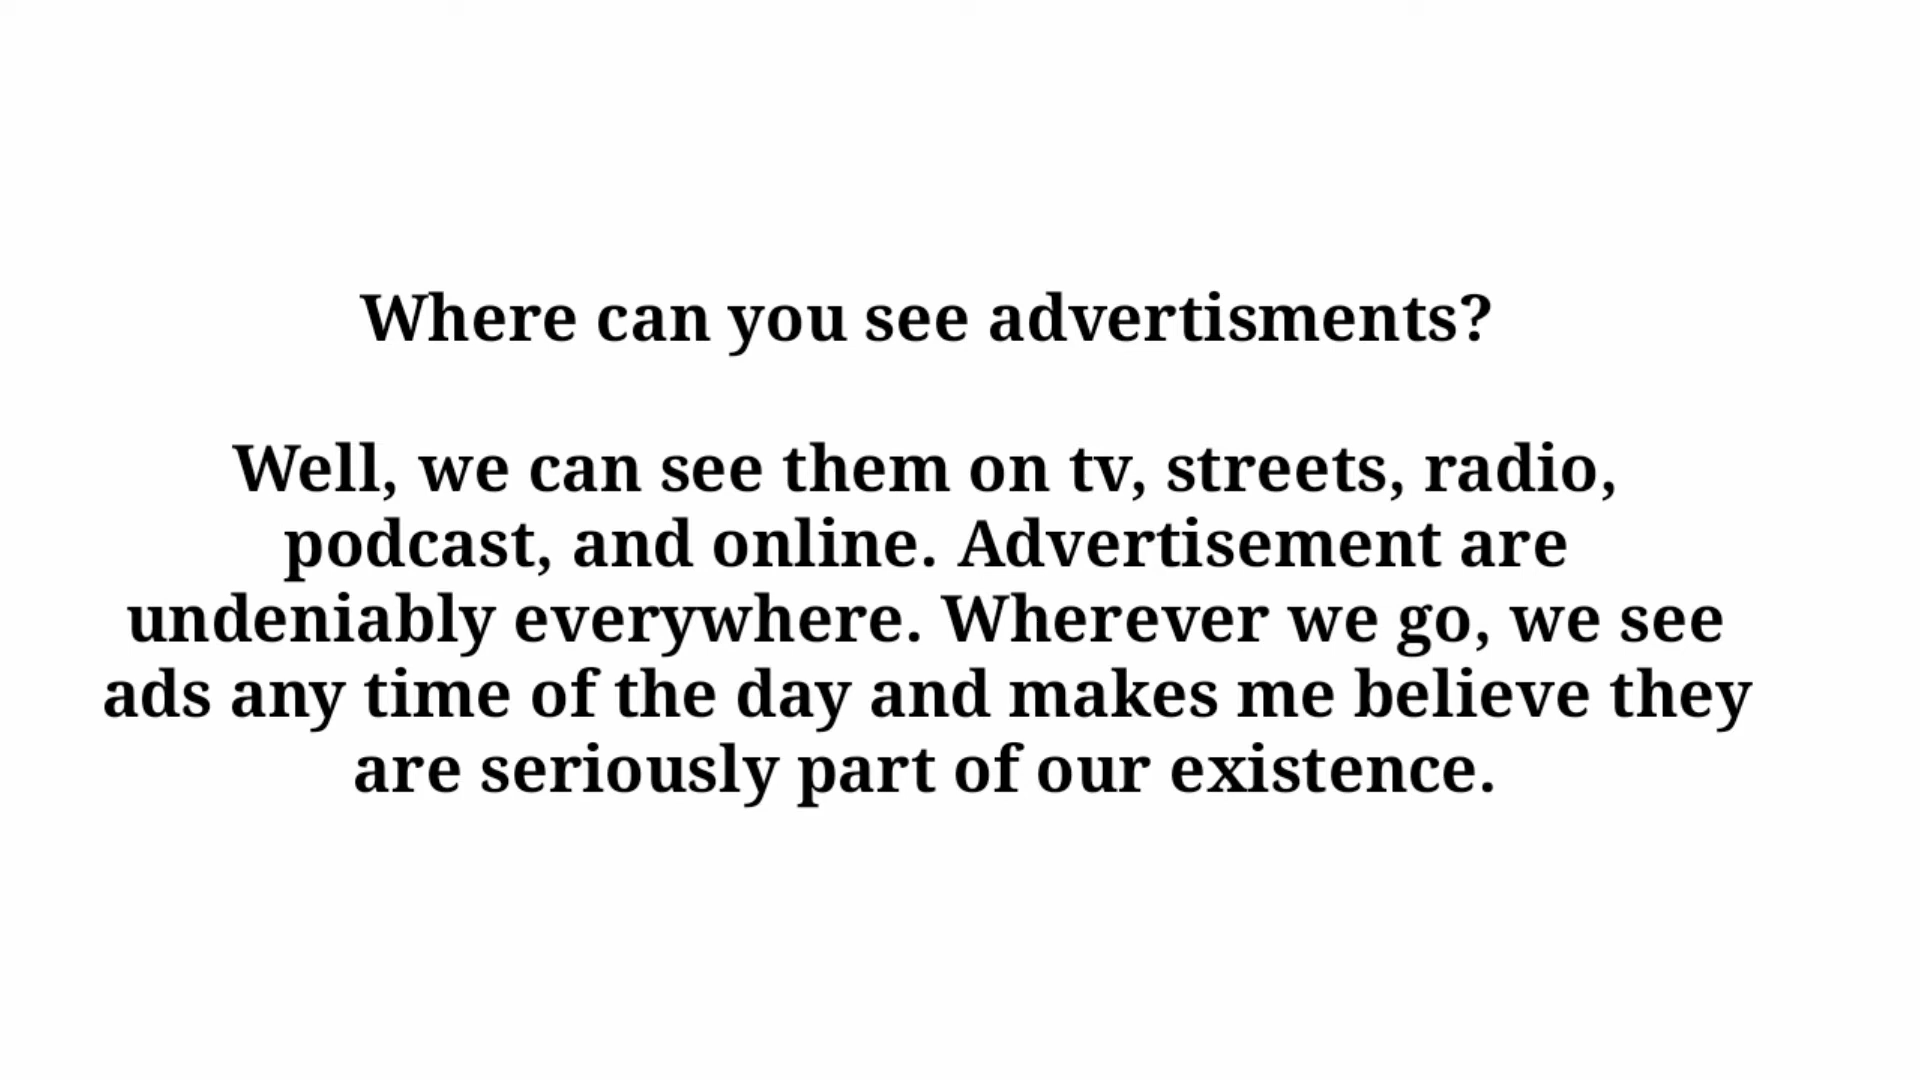 Where can you see advertisments?
Well, we can see them on tv, streets, radio,
podcast, and online. Advertisement are
undeniably everywhere. Wherever we go, we see
ads any time of the day and makes me believe they
are seriously part of our existence.